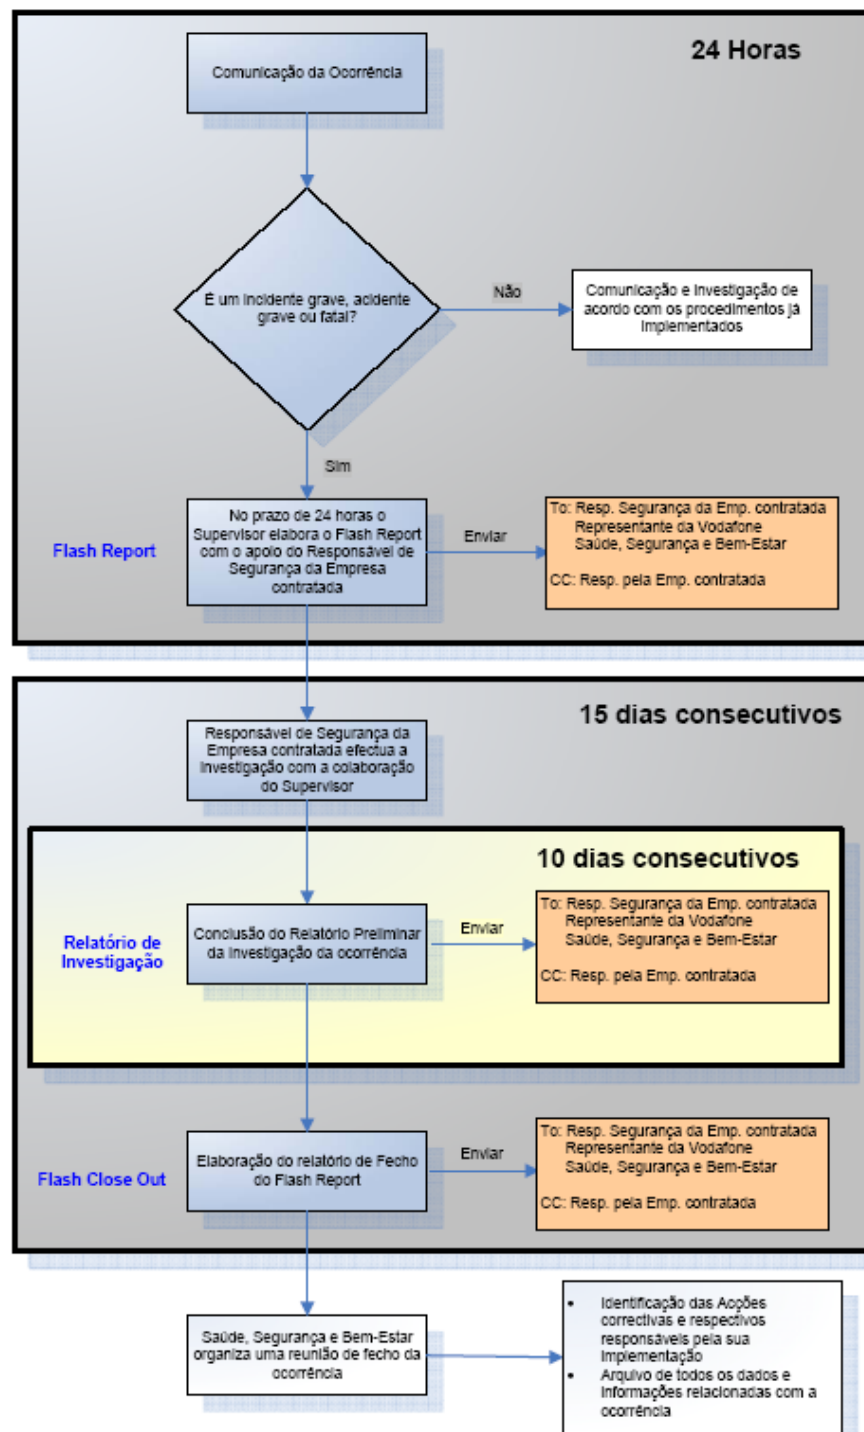 24 Horas
Comunicação da Ocorrência
É um incidente grave, acidente
grave ou fatal?
Não
Comunicação e Investigação de
acordo com os procedimentos já
Implementados
Sim
Flash Report
No prazo de 24 horas o
Supervisor elabora o Flash Report
com o apoio do Responsável de
Segurança da Empresa
contratada
Enviar
To: Resp. Segurança da Emp. contratada
Representante da Vodafone
Saúde, Segurança e Bem-Estar
CC: Resp. pela Emp. contratada
15 dias consecutivos
Responsável de Segurança da
Empresa contratada efectua a
Investigação com a colaboração
do Supervisor
10 dias consecutivos
Relatório de
Investigação
Conclusão do Relatório Preliminar
da Investigação da ocorrência
Enviar
To: Resp. Segurança da Emp. contratada
Representante da Vodafone
Saúde, Segurança e Bem-Estar
CC: Resp. pela Emp. contratada
Flash Close Out
Elaboração do relatório de Fecho
do Flash Report
Enviar
To: Resp. Segurança da Emp. contratada
Representante da Vodafone
Saúde, Segurança e Bem-Estar
CC: Resp. pela Emp. contratada
Saúde, Segurança e Bem-Estar
organiza uma reunião de fecho da
ocorrência
• Identificação das Acções
correctivas e respectivos
responsáveis pela sua
Implementação
• Arquivo de todos os dados e
Informações relacionadas com a
ocorrência